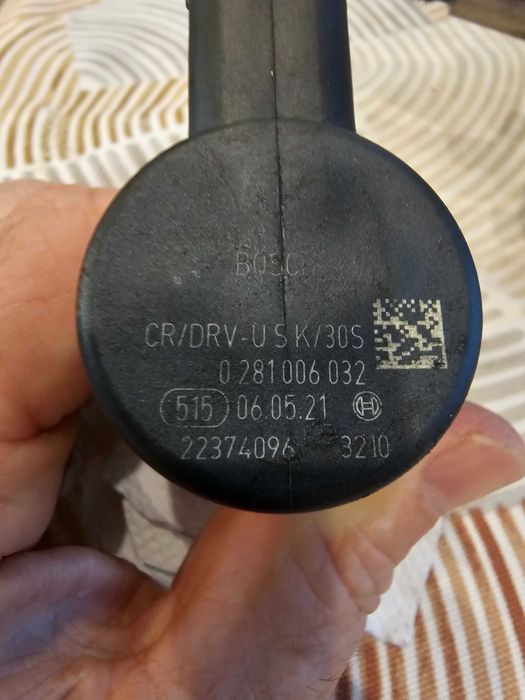 BOSCH
CR/DRV-U S K/30S
0 281 006 032
515 06.05.21
22374096 3210